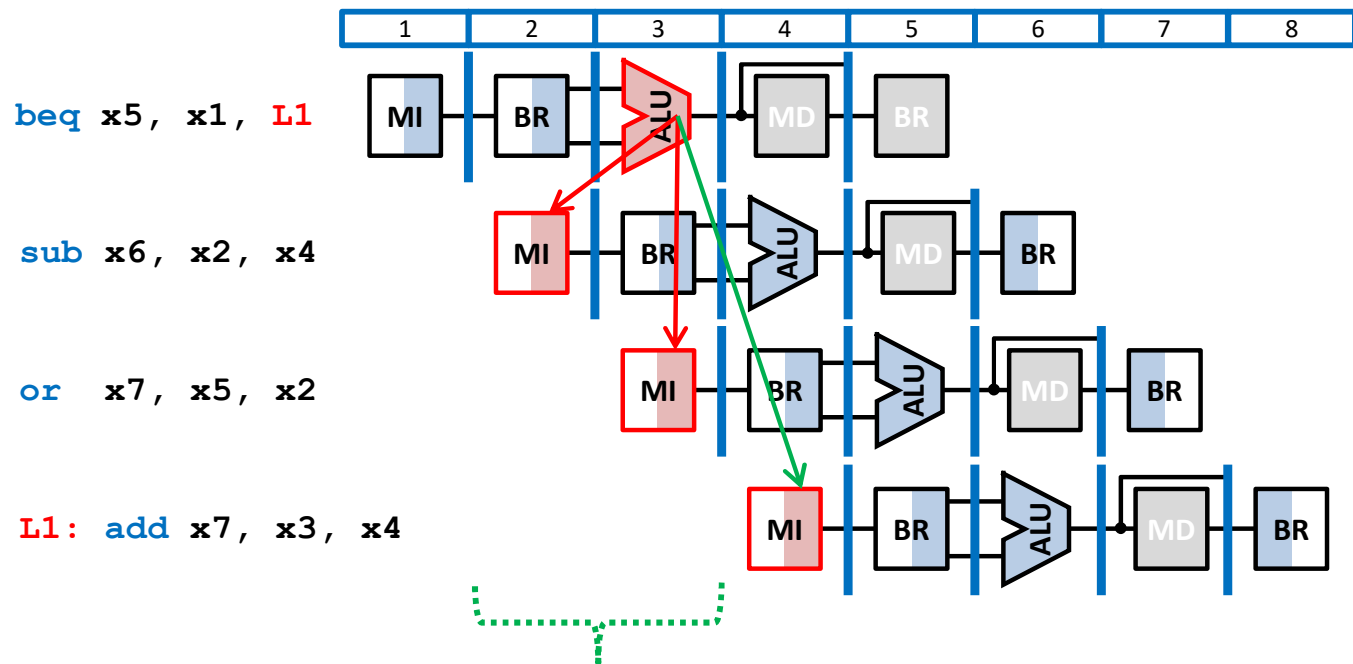 1 2 3 4 5 6 7 8
beq x5, x1, L1 MI BR ALU MD BR
sub x6, x2, x4 MI BR ALU MD BR
or x7, x5, x2 MI BR ALU MD BR
L1: add x7, x3, x4 MI BR ALU MD BR